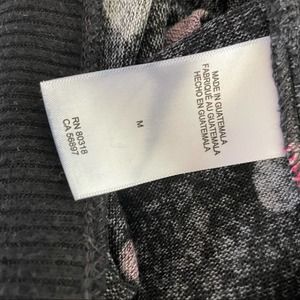 MADE IN GUATEMALA
FABRIQUÉ AU GUATEMALA
HECHO EN GUATEMALA
M
RN 80318
CA 56897